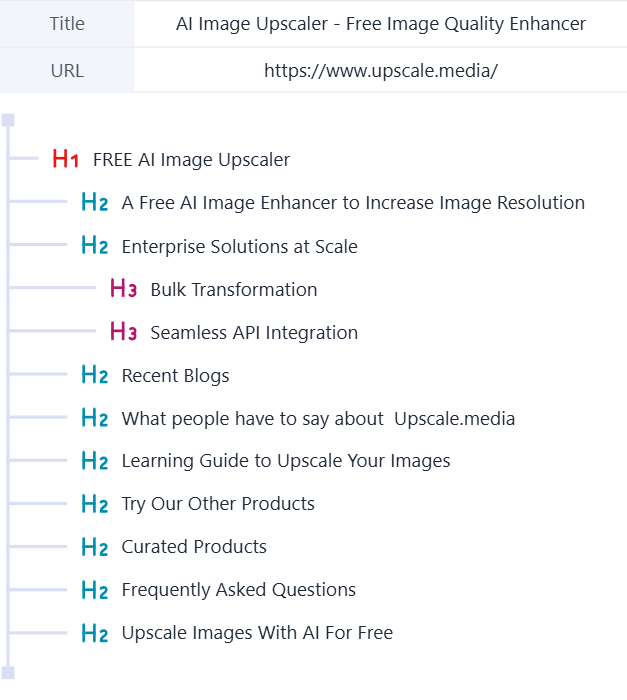 Title AI Image Upscaler - Free Image Quality Enhancer
URL https://www.upscale.media/
H1 FREE AI Image Upscaler
H2 A Free AI Image Enhancer to Increase Image Resolution
H2 Enterprise Solutions at Scale
H3 Bulk Transformation
H3 Seamless API Integration
H2 Recent Blogs
H2 What people have to say about  Upscale.media
H2 Learning Guide to Upscale Your Images
H2 Try Our Other Products
H2 Curated Products
H2 Frequently Asked Questions
H2 Upscale Images With AI For Free